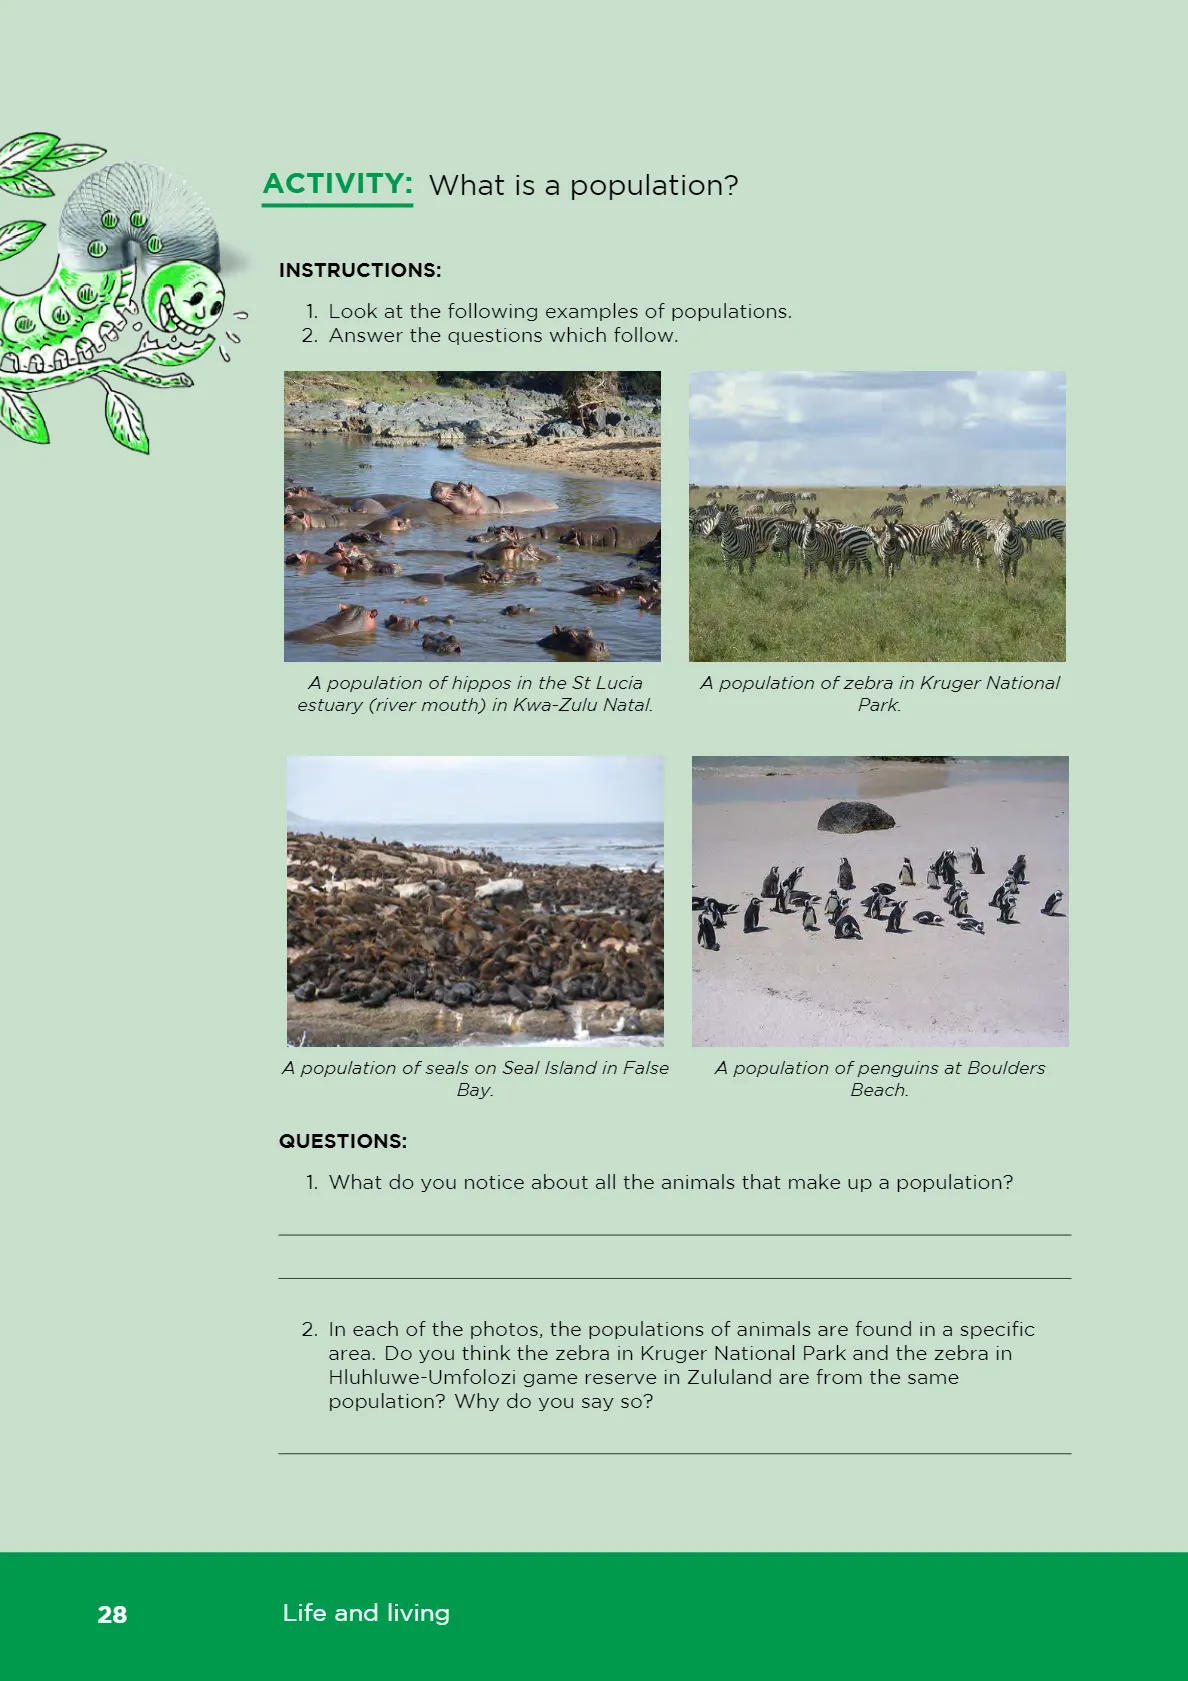 ACTIVITY: What is a population?
INSTRUCTIONS:
1. Look at the following examples of populations.
2. Answer the questions which follow.
A population of hippos in the St Lucia
estuary (river mouth) in Kwa-Zulu Natal.
A population of zebra in Kruger National
Park.
A population of seals on Seal Island in False
Bay.
A population of penguins at Boulders
Beach.
QUESTIONS:
1. What do you notice about all the animals that make up a population?
2. In each of the photos, the populations of animals are found in a specific
area. Do you think the zebra in Kruger National Park and the zebra in
Hluhluwe-Umfolozi game reserve in Zululand are from the same
population? Why do you say so?
28 Life and living